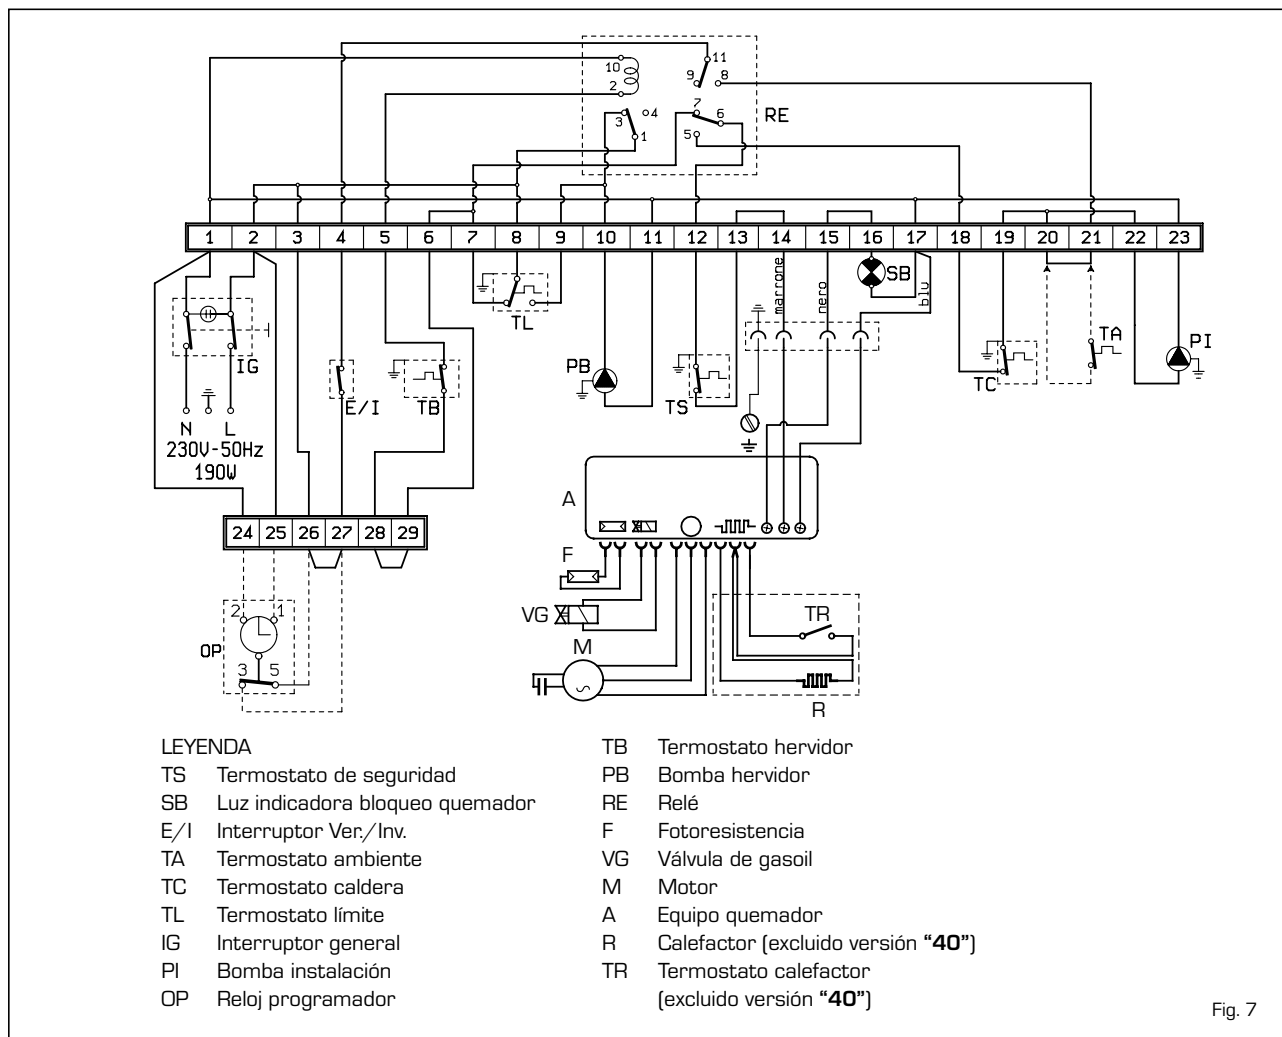 10
2
3
4
1
11
9
8
7
6
5
RE
1 2 3 4 5 6 7 8 9 10 11 12 13 14 15 16 17 18 19 20 21 22 23
marrone
nero
SB
blu
IG
TL
E/I
TB
PB
TS
TC
TA
PI
N L
230V-50Hz
190W
24 25 26 27 28 29
A
F
VG
M
TR
R
2 1
OP
3 5
LEYENDA
TS Termostato de seguridad
SB Luz indicadora bloqueo quemador
E/I Interruptor Ver./Inv.
TA Termostato ambiente
TC Termostato caldera
TL Termostato límite
IG Interruptor general
PI Bomba instalación
OP Reloj programador
TB Termostato hervidor
PB Bomba hervidor
RE Relé
F Fotoresistencia
VG Válvula de gasoil
M Motor
A Equipo quemador
R Calefactor (excluido versión “40”)
TR Termostato calefactor
(excluido versión “40”)
Fig. 7